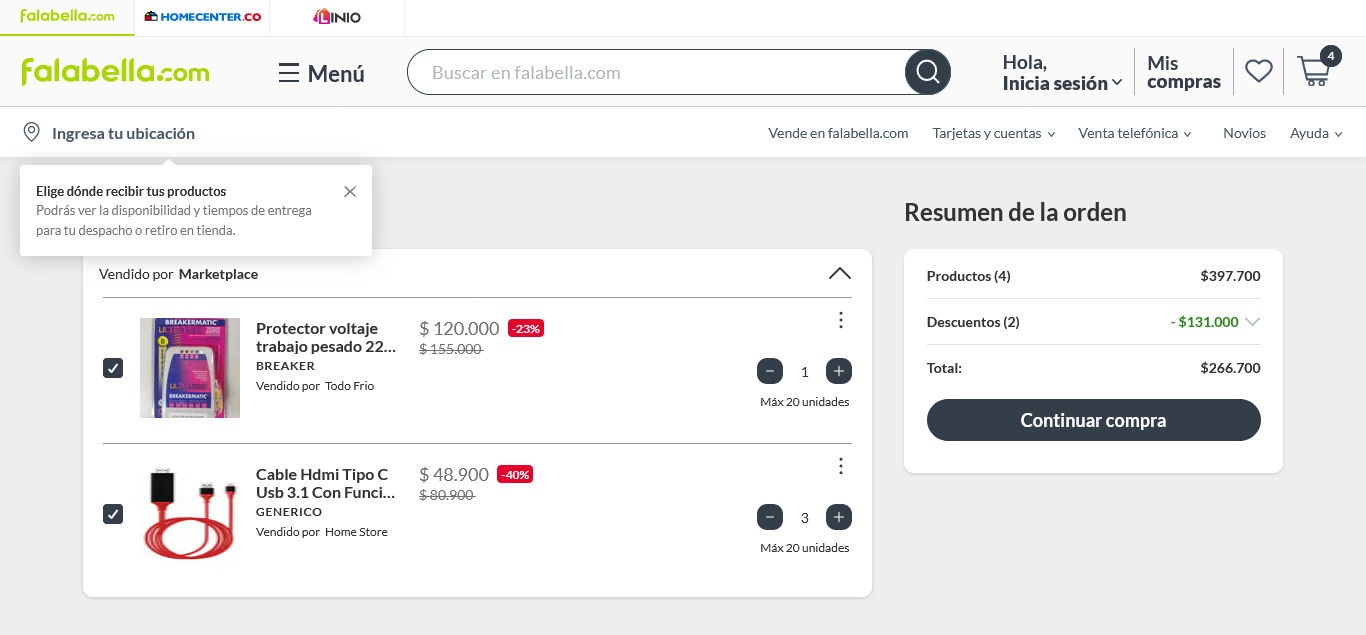 falabella.com
HOMECENTER.CO
LINIO
falabella.com
Menú
Buscar en falabella.com
Hola,
Inicia sesión
Mis
compras
4
Ingresa tu ubicación
Vende en falabella.com
Tarjetas y cuentas
Venta telefónica
Novios
Ayuda
Elige dónde recibir tus productos
Podrás ver la disponibilidad y tiempos de entrega
para tu despacho o retiro en tienda.
Vendido por Marketplace
BREAKERMATIC
BREAKERMATIC
Protector voltaje
trabajo pesado 22...
BREAKER
Vendido por Todo Frio
$ 120.000 -23%
$ 155.000
1
Máx 20 unidades
Cable Hdmi Tipo C
Usb 3.1 Con Funci...
GENERICO
Vendido por Home Store
$ 48.900 -40%
$ 80.900
3
Máx 20 unidades
Resumen de la orden
Productos (4) $397.700
Descuentos (2) - $131.000
Total: $266.700
Continuar compra